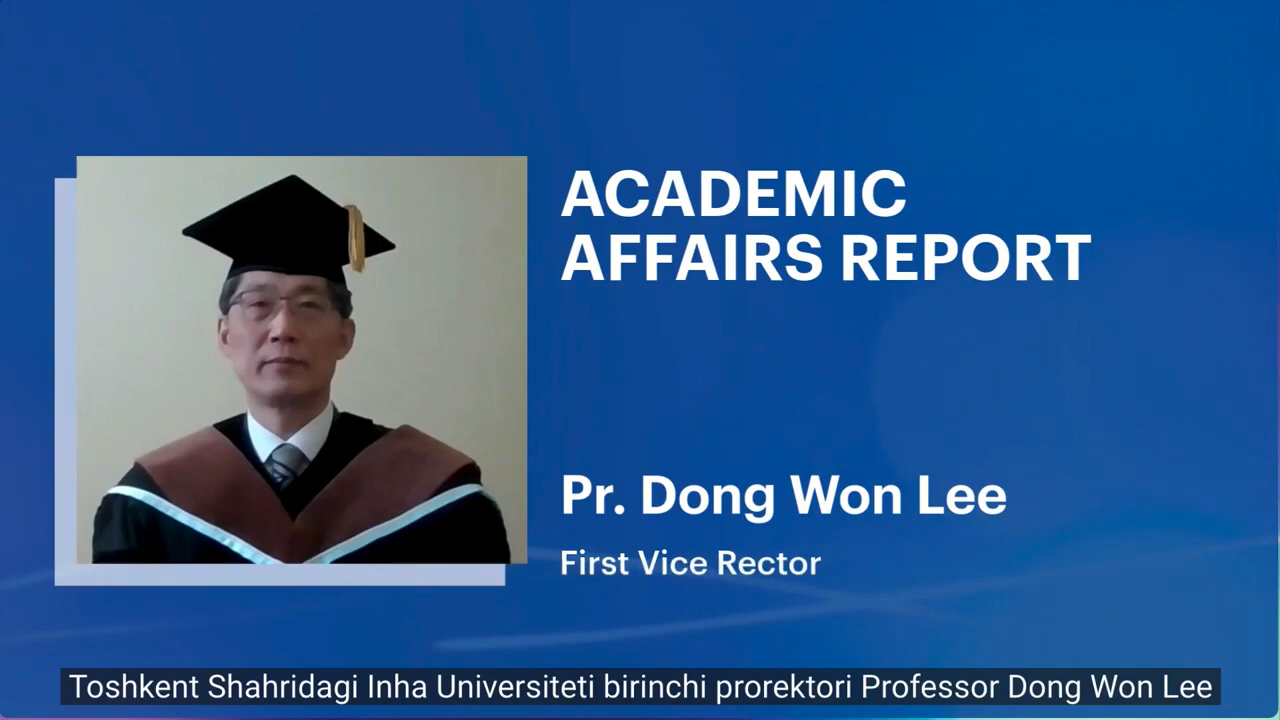 ACADEMIC
AFFAIRS REPORT
Pr. Dong Won Lee
First Vice Rector
Toshkent Shahridagi Inha Universiteti birinchi prorektori Professor Dong Won Lee